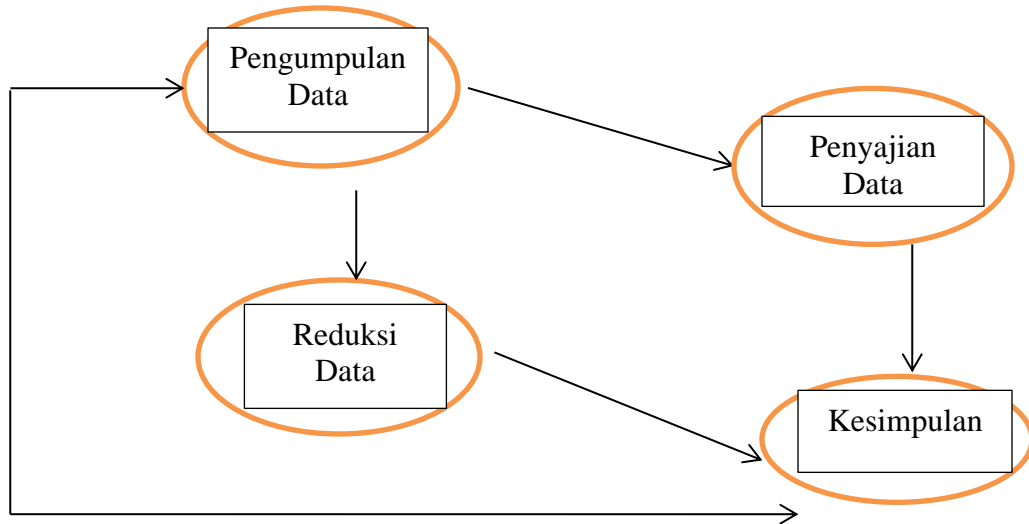 Pengumpulan
Data
Penyajian
Data
Reduksi
Data
Kesimpulan